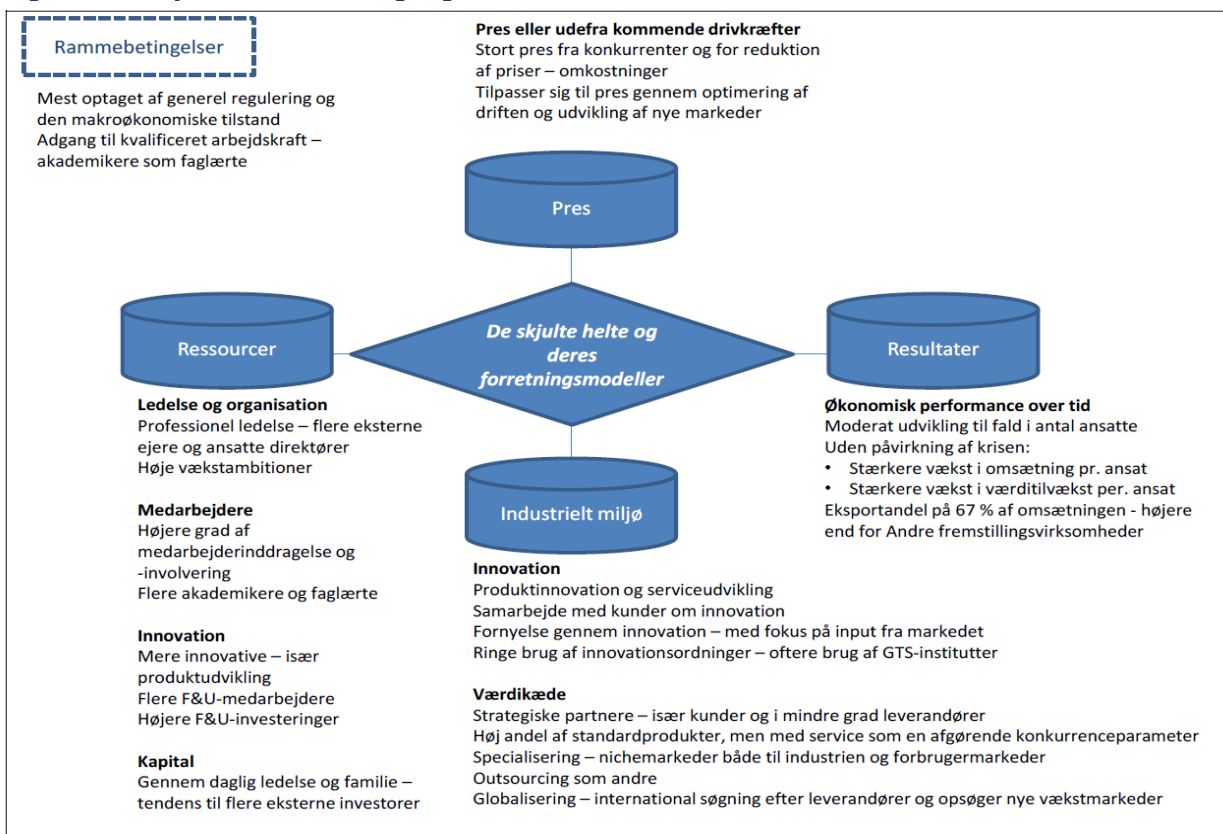 Rammebetingelser
Mest optaget af generel regulering og
den makroøkonomiske tilstand
Adgang til kvalificeret arbejdskraft –
akademikere som faglærte
Pres eller udefra kommende drivkræfter
Stort pres fra konkurrenter og for reduktion
af priser – omkostninger
Tilpasser sig til pres gennem optimering af
driften og udvikling af nye markeder
Pres
Ressourcer
De skjulte helte og
deres
forretningsmodeller
Resultater
Industrielt miljø
Ledelse og organisation
Professionel ledelse – flere eksterne
ejere og ansatte direktører
Høje vækstambitioner
Medarbejdere
Højere grad af
medarbejderinddragelse og
-involvering
Flere akademikere og faglærte
Innovation
Mere innovative – især
produktudvikling
Flere F&U-medarbejdere
Højere F&U-investeringer
Kapital
Gennem daglig ledelse og familie –
tendens til flere eksterne investorer
Økonomisk performance over tid
Moderat udvikling til fald i antal ansatte
Uden påvirkning af krisen:
• Stærkere vækst i omsætning pr. ansat
• Stærkere vækst i værditilvækst per. ansat
Eksportandel på 67 % af omsætningen - højere
end for Andre fremstillingsvirksomheder
Innovation
Produktinnovation og serviceudvikling
Samarbejde med kunder om innovation
Fornyelse gennem innovation – med fokus på input fra markedet
Ringe brug af innovationsordninger – oftere brug af GTS-institutter
Værdikæde
Strategiske partnere – især kunder og i mindre grad leverandører
Høj andel af standardprodukter, men med service som en afgørende konkurrenceparameter
Specialisering – nichemarkeder både til industrien og forbrugermarkeder
Outsourcing som andre
Globalisering – international søgning efter leverandører og opsøger nye vækstmarkeder